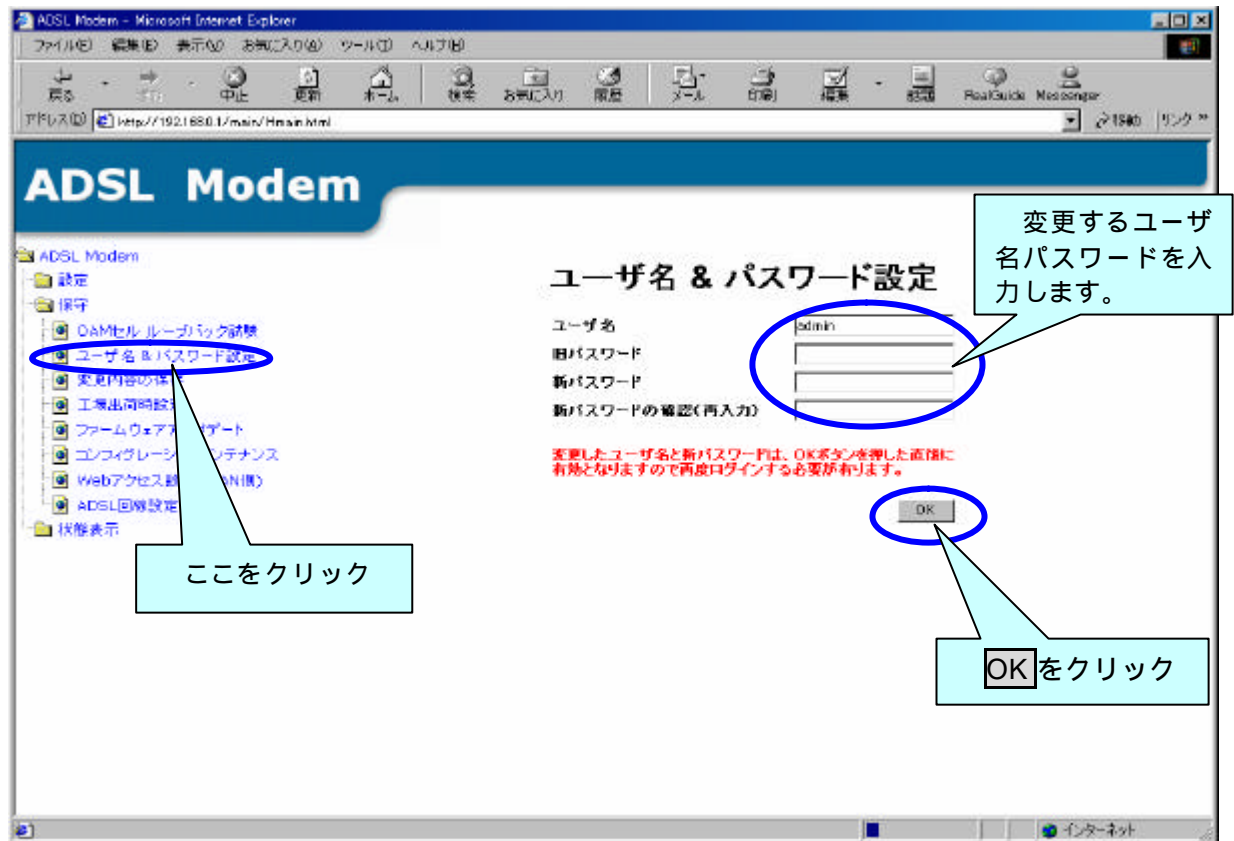 ADSL Modem - Microsoft Internet Explorer
ファイル(F) 編集(E) 表示(V) お気に入り(A) ツール(T) ヘルプ(H)
戻る 中止 更新 ホーム 検索 お気に入り 履歴 メール 印刷 編集 RealGuide Messenger
アドレス(D) http://192.168.0.1/main/Hmain.html 移動 リンク »
ADSL Modem
ADSL Modem
設定
保守
OAMセル ループバック試験
ユーザ名 & パスワード設定
変更内容の保
工場出荷時設
ファームウェアア
コンフィグレーシ
Webアクセス
ADSL回線設定
状態表示
ユーザ名 & パスワード設定
ユーザ名 admin
旧パスワード
新パスワード
新パスワードの確認(再入力)
変更したユーザ名と新パスワードは、OKボタンを押した直後に
有効となりますので再度ログインする必要が有ります。
OK
変更するユーザ
名パスワードを入
力します。
ここをクリック
OKをクリック
インターネット